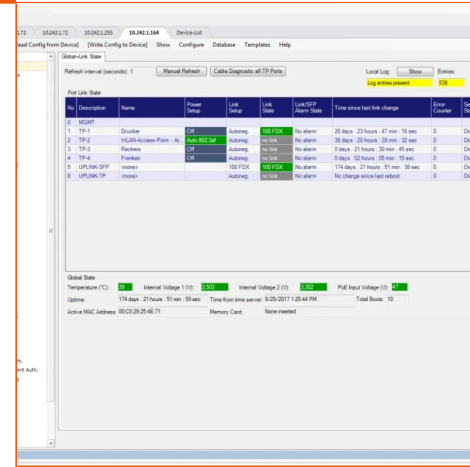 1.72 10.242.1.72 10.242.1.255 10.242.1.164 Device-List
ead Config from Device] [Write Config to Device] Show Configure Database Templates Help
Global+Link State
Refresh interval (seconds): 1 Manual Refresh Cable Diagnostic all TP Ports Local Log: Show Entries:
Log entries present 538
Port Link State
No Description Name Power Setup Link Setup Link State Link/SFP Alarm State Time since last link change Error Counter
0 MGMT
1 TP-1 Drucker Off Autoneg. 100 FDX No alarm 28 days : 23 hours : 47 min : 16 sec 0
2 TP-2 WLAN-Access-Point - Ar.. Auto 802.3af Autoneg. no link No alarm 36 days : 20 hours : 28 min : 32 sec 0
3 TP-3 Reckers Off Autoneg. no link No alarm 0 days : 21 hours : 30 min : 45 sec 0
4 TP-4 Frenken Off Autoneg. no link No alarm 0 days : 02 hours : 05 min : 15 sec 0
5 UPLINK-SFP <none> 100 FDX 100 FDX No alarm 174 days : 21 hours : 51 min : 38 sec 0
6 UPLINK-TP <none> Autoneg. no link No alarm No change since last reboot 0
Global State
Temperature (°C): 39 Internal Voltage 1 (V): 2,503 Internal Voltage 2 (V): 3,302 PoE Input Voltage (V): 47
Uptime: 174 days : 21 hours : 51 min : 59 sec Time from time server: 8/25/2017 1:25:44 PM Total Boots: 10
Active MAC Address: 00:C0:29:25:4E:71 Memory Card: None inserted
th.
ent Auth.